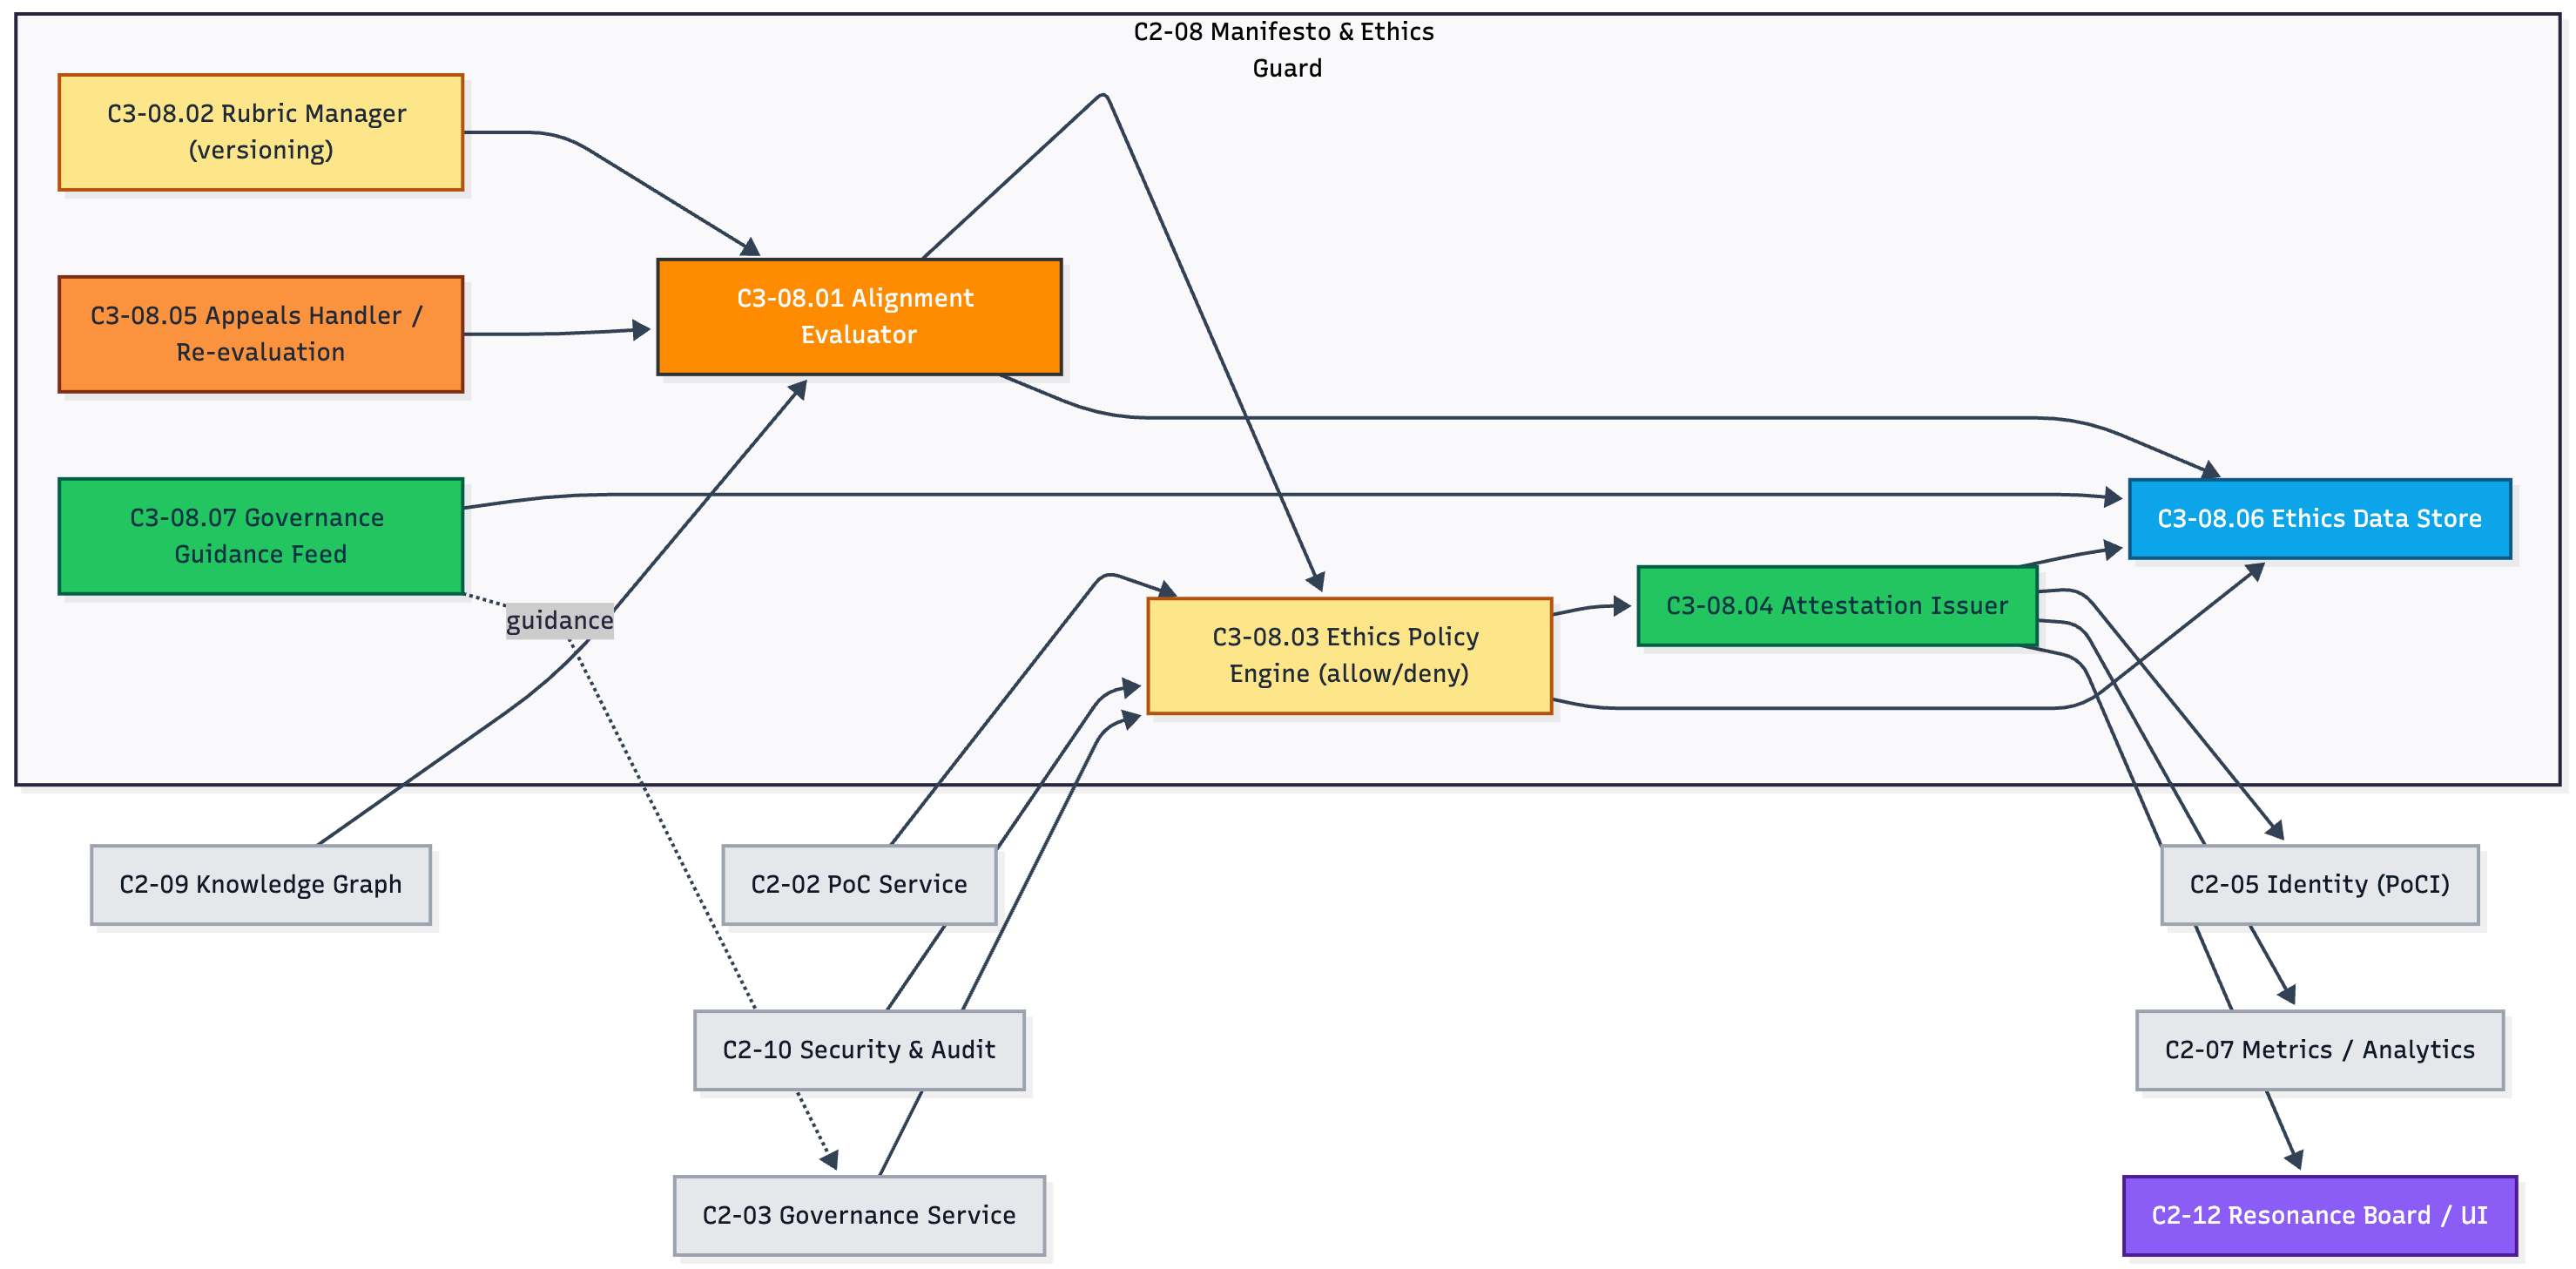 C2-08 Manifesto & Ethics
Guard
C3-08.02 Rubric Manager
(versioning)
C3-08.05 Appeals Handler /
Re-evaluation
C3-08.01 Alignment
Evaluator
C3-08.07 Governance
Guidance Feed
guidance
C3-08.03 Ethics Policy
Engine (allow/deny)
C3-08.04 Attestation Issuer
C3-08.06 Ethics Data Store
C2-09 Knowledge Graph
C2-02 PoC Service
C2-05 Identity (PoCI)
C2-10 Security & Audit
C2-07 Metrics / Analytics
C2-03 Governance Service
C2-12 Resonance Board / UI